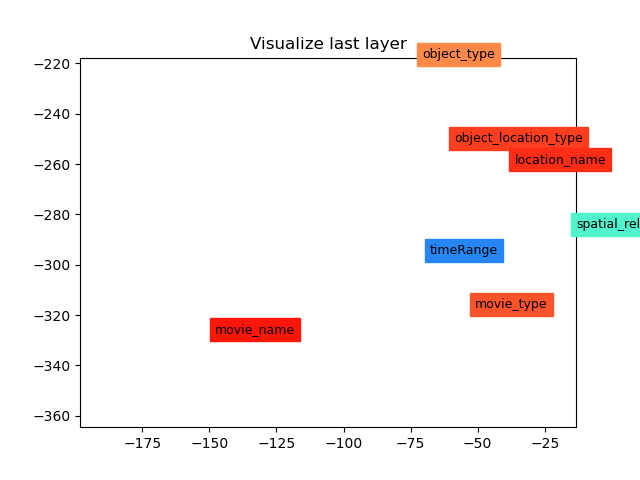 Visualize last layer
object_type
object_location_type
location_name
spatial_rel
timeRange
movie_type
movie_name
−220
−240
−260
−280
−300
−320
−340
−360
−175
−150
−125
−100
−75
−50
−25